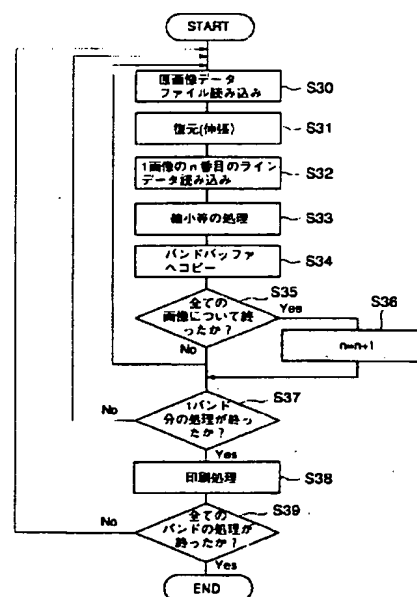 START
原画像データ
ファイル読み込み
S30
復元(伸張)
S31
1画像のn番目のライン
データ読み込み
S32
縮小等の処理
S33
バンドバッファ
へコピー
S34
全ての
画像について終
ったか？
S35
Yes
No
S36
n=n+1
1バンド
分の処理が終っ
たか？
S37
No
Yes
印刷処理
S38
全ての
バンドの処理が
終ったか？
S39
No
Yes
END